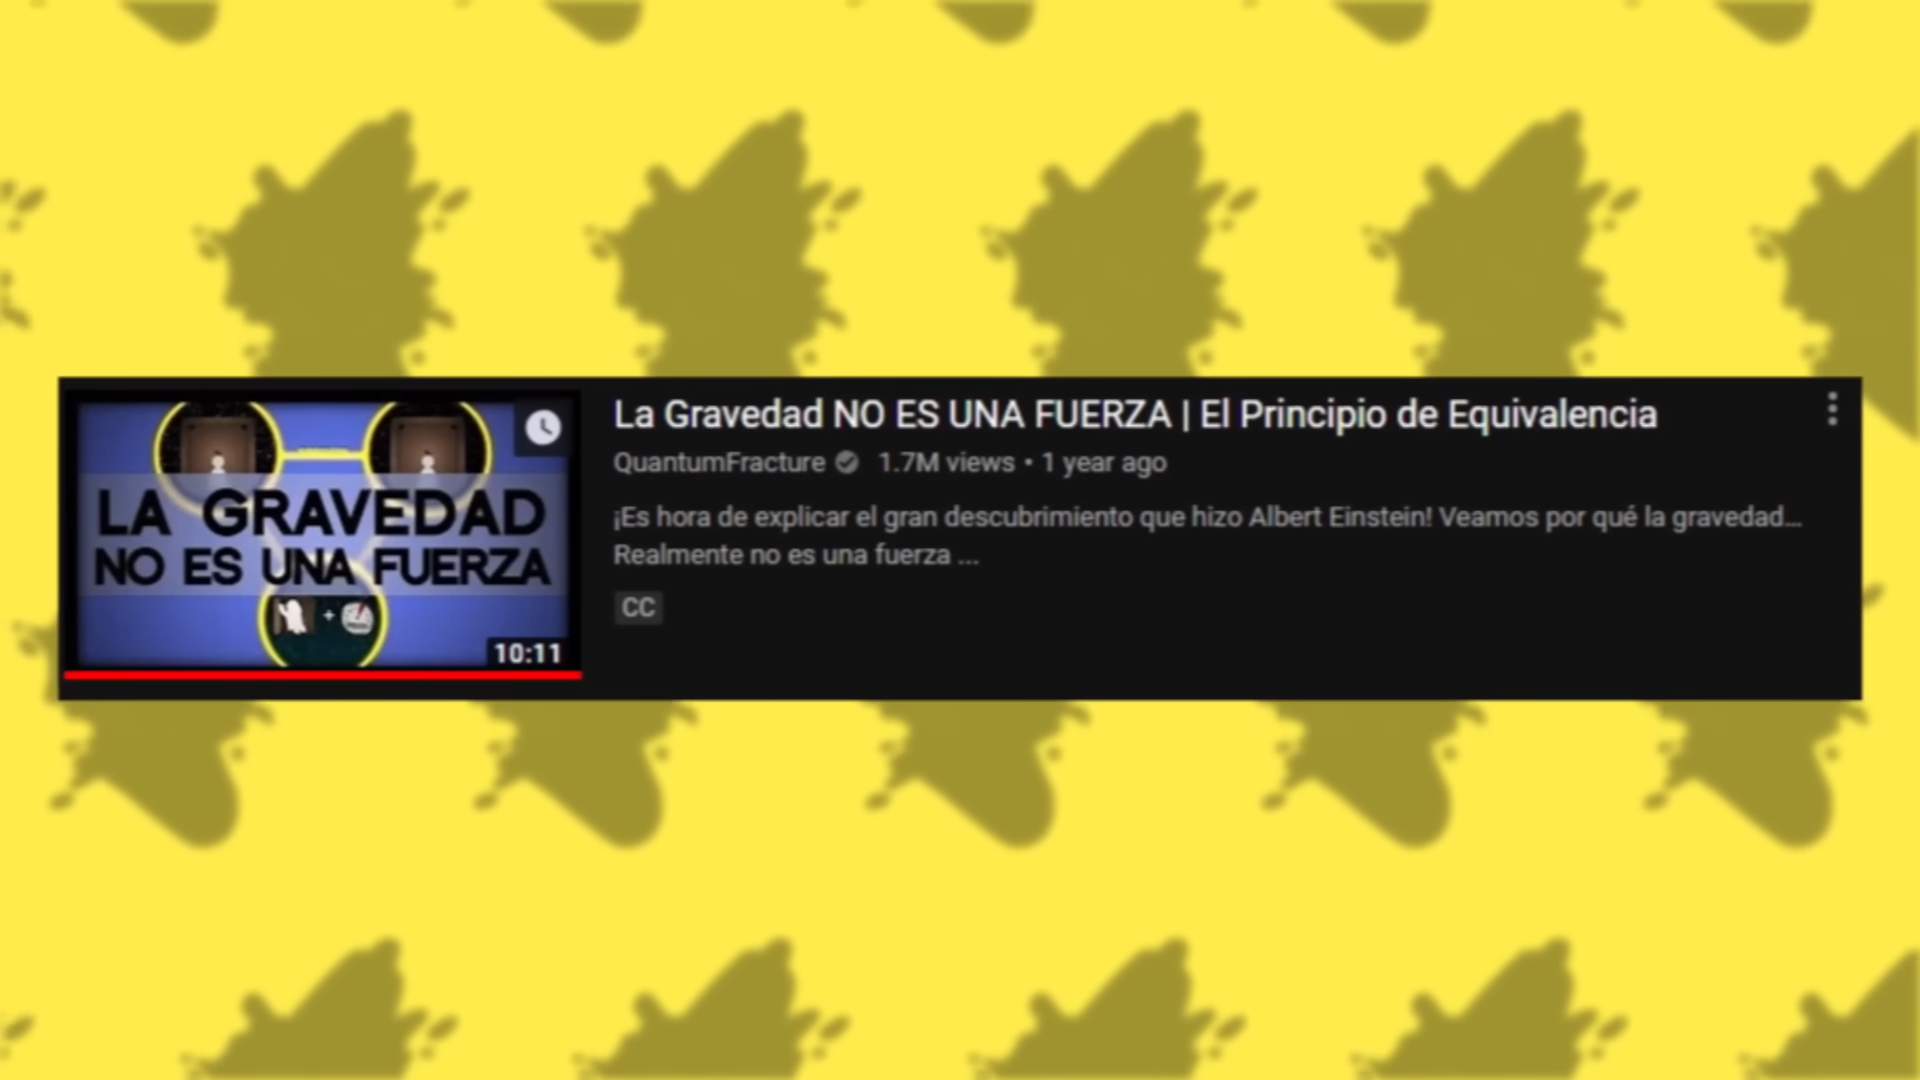 LA GRAVEDAD
NO ES UNA FUERZA
+
10:11
La Gravedad NO ES UNA FUERZA | El Principio de Equivalencia
QuantumFracture 1.7M views • 1 year ago
¡Es hora de explicar el gran descubrimiento que hizo Albert Einstein! Veamos por qué la gravedad...
Realmente no es una fuerza ...
CC